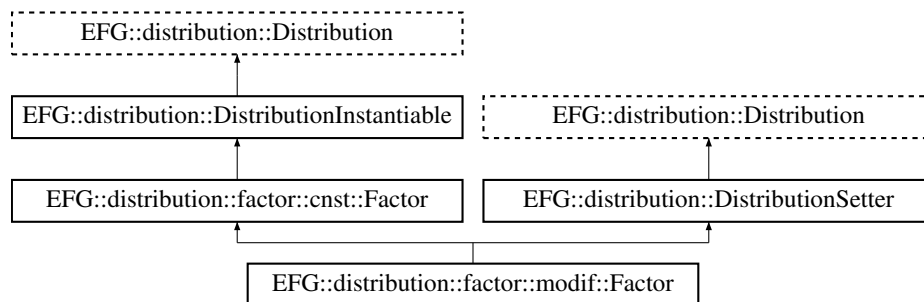 EFG::distribution::Distribution
EFG::distribution::DistributionInstantiable
EFG::distribution::Distribution
EFG::distribution::factor::cnst::Factor
EFG::distribution::DistributionSetter
EFG::distribution::factor::modif::Factor